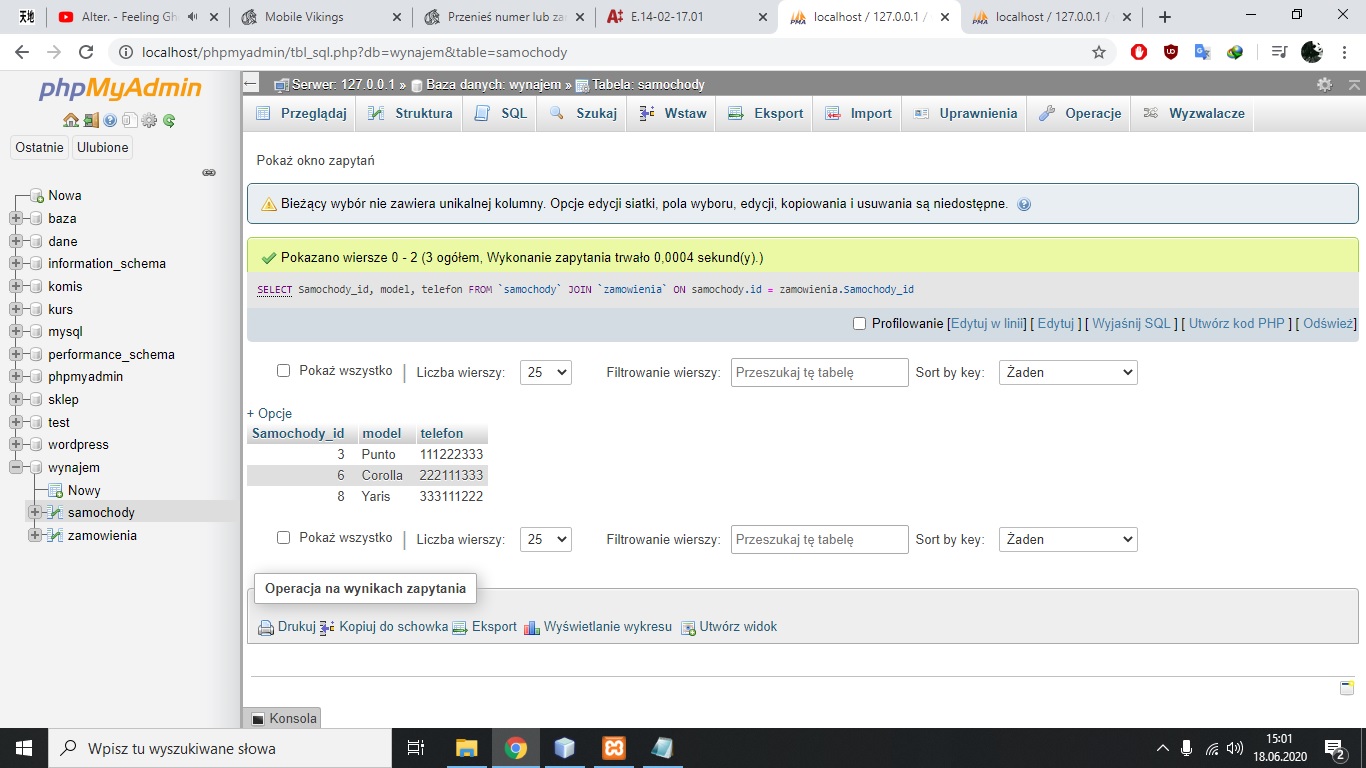 天地
Alter. - Feeling Gh
Mobile Vikings
Przenieś numer lub za
E.14-02-17.01
localhost / 127.0.0.1 /
localhost / 127.0.0.1 /
localhost/phpmyadmin/tbl_sql.php?db=wynajem&table=samochody
phpMyAdmin
Ostatnie Ulubione
Nowa
baza
dane
information_schema
komis
kurs
mysql
performance_schema
phpmyadmin
sklep
test
wordpress
wynajem
Nowy
samochody
zamowienia
Serwer: 127.0.0.1 » Baza danych: wynajem » Tabela: samochody
Przeglądaj Struktura SQL Szukaj Wstaw Eksport Import Uprawnienia Operacje Wyzwalacze
Pokaż okno zapytań
Bieżący wybór nie zawiera unikalnej kolumny. Opcje edycji siatki, pola wyboru, edycji, kopiowania i usuwania są niedostępne.
Pokazano wiersze 0 - 2 (3 ogółem, Wykonanie zapytania trwało 0,0004 sekund(y).)
SELECT Samochody_id, model, telefon FROM `samochody` JOIN `zamowienia` ON samochody.id = zamowienia.Samochody_id
Profilowanie [Edytuj w linii] [ Edytuj ] [ Wyjaśnij SQL ] [ Utwórz kod PHP ] [ Odśwież]
Pokaż wszystko | Liczba wierszy: 25 Filtrowanie wierszy: Przeszukaj tę tabelę Sort by key: Żaden
+ Opcje
Samochody_id model telefon
3 Punto 111222333
6 Corolla 222111333
8 Yaris 333111222
Pokaż wszystko | Liczba wierszy: 25 Filtrowanie wierszy: Przeszukaj tę tabelę Sort by key: Żaden
Operacja na wynikach zapytania
Drukuj Kopiuj do schowka Eksport Wyświetlanie wykresu Utwórz widok
Konsola
Wpisz tu wyszukiwane słowa
15:01
18.06.2020
2